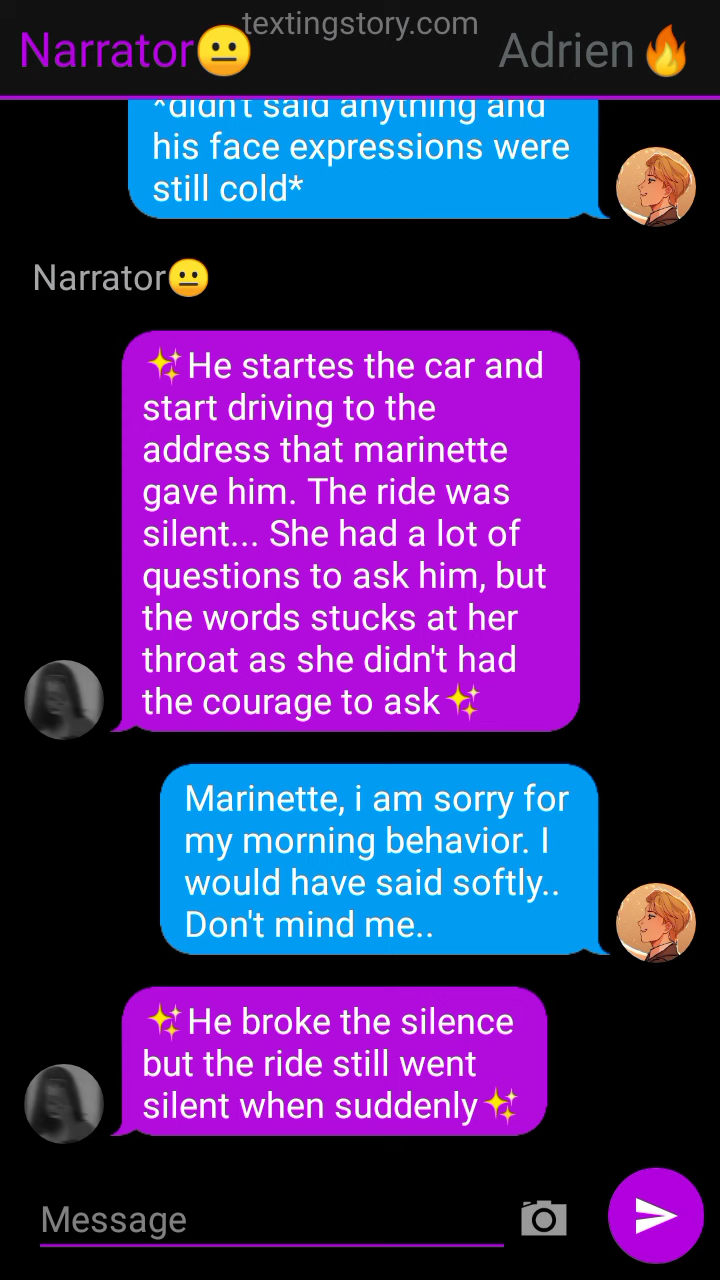 textingstory.com
Narrator😐 Adrien🔥
*didn't said anything and
his face expressions were
still cold*
Narrator😐
✨He startes the car and
start driving to the
address that marinette
gave him. The ride was
silent... She had a lot of
questions to ask him, but
the words stucks at her
throat as she didn't had
the courage to ask✨
Marinette, i am sorry for
my morning behavior. I
would have said softly..
Don't mind me..
✨He broke the silence
but the ride still went
silent when suddenly✨
Message